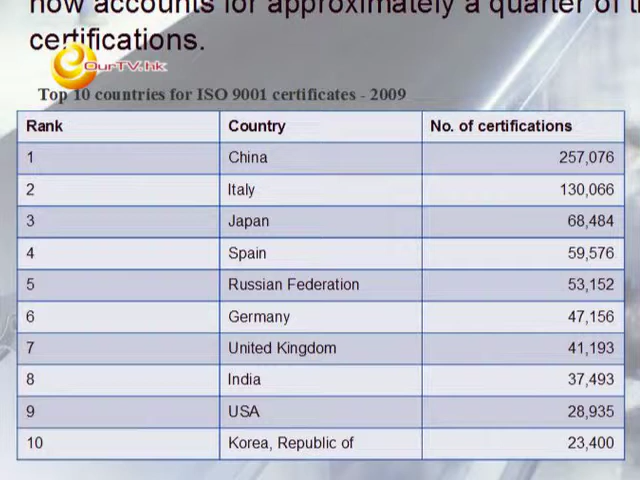 now accounts for approximately a quarter of
certifications.
OurTV.hk
Top 10 countries for ISO 9001 certificates - 2009
Rank Country No. of certifications
1 China 257,076
2 Italy 130,066
3 Japan 68,484
4 Spain 59,576
5 Russian Federation 53,152
6 Germany 47,156
7 United Kingdom 41,193
8 India 37,493
9 USA 28,935
10 Korea, Republic of 23,400